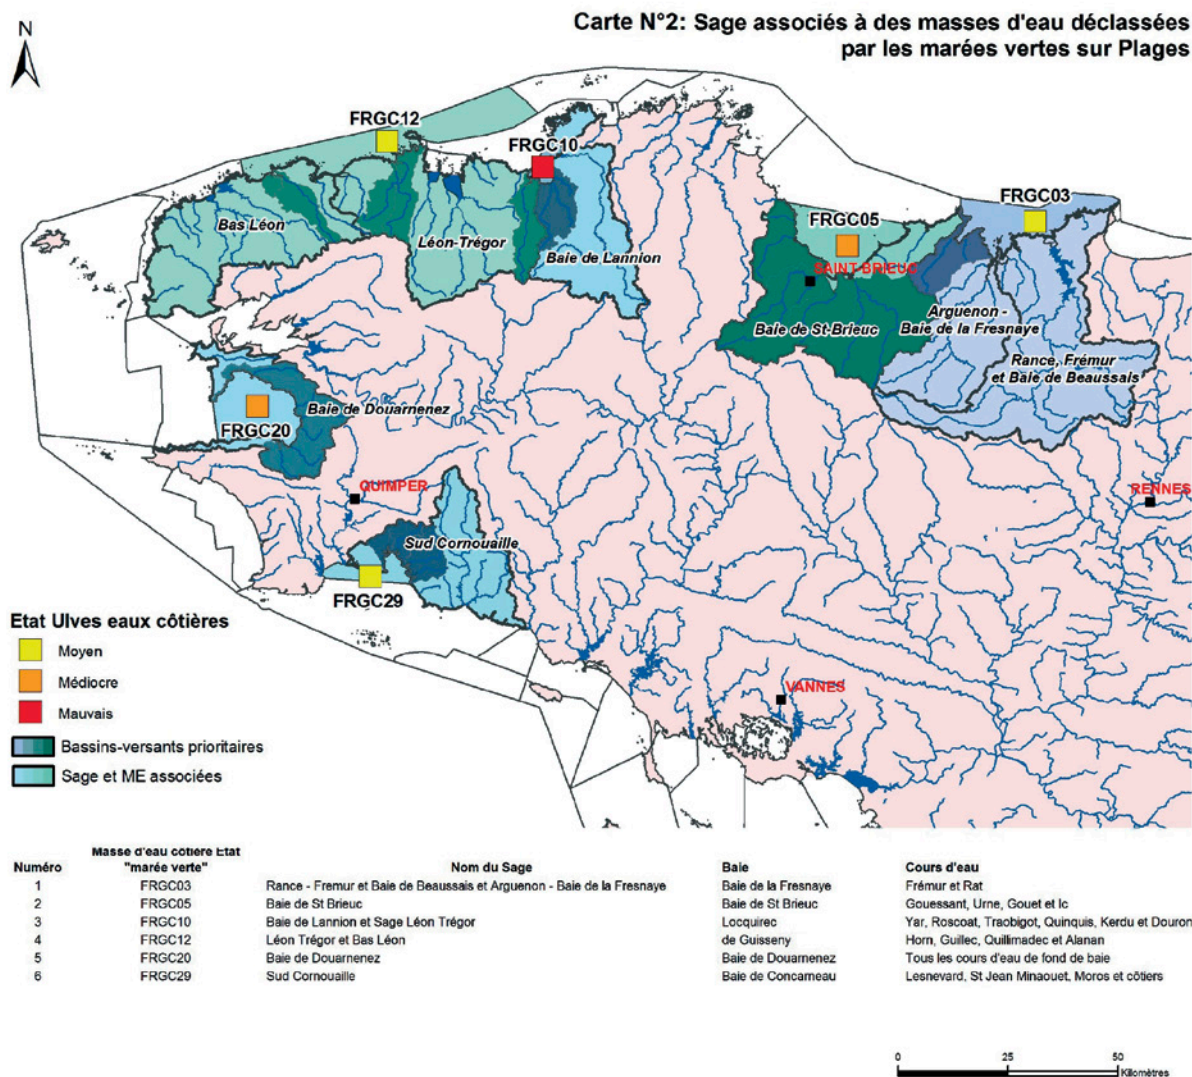 Carte N°2: Sage associés à des masses d'eau déclassées
par les marées vertes sur Plages
N
FRGC12
FRGC10
FRGC03
FRGC05
Bas Léon
Léon-Trégor
Baie de Lannion
SAINT-BRIEUC
Baie de St-Brieuc
Arguenon -
Baie de la Fresnaye
Rance, Frémur
et Baie de Beaussais
Baie de Douarnenez
FRGC20
QUIMPER
RENNES
Sud Cornouaille
FRGC29
VANNES
Etat Ulves eaux côtières
Moyen
Médiocre
Mauvais
Bassins-versants prioritaires
Sage et ME associées
Numéro Masse d'eau côtière Etat "marée verte" Nom du Sage Baie Cours d'eau
1 FRGC03 Rance - Fremur et Baie de Beaussais et Arguenon - Baie de la Fresnaye Baie de la Fresnaye Frémur et Rat
2 FRGC05 Baie de St Brieuc Baie de St Brieuc Gouessant, Urne, Gouet et Ic
3 FRGC10 Baie de Lannion et Sage Léon Trégor Locquirec Yar, Roscoat, Traobigot, Quinquis, Kerdu et Douron
4 FRGC12 Léon Trégor et Bas Léon de Guisseny Horn, Guillec, Quillimadec et Alanan
5 FRGC20 Baie de Douarnenez Baie de Douarnenez Tous les cours d'eau de fond de baie
6 FRGC29 Sud Cornouaille Baie de Concarneau Lesnevard, St Jean Minaouet, Moros et côtiers
0 25 50
Kilomètres